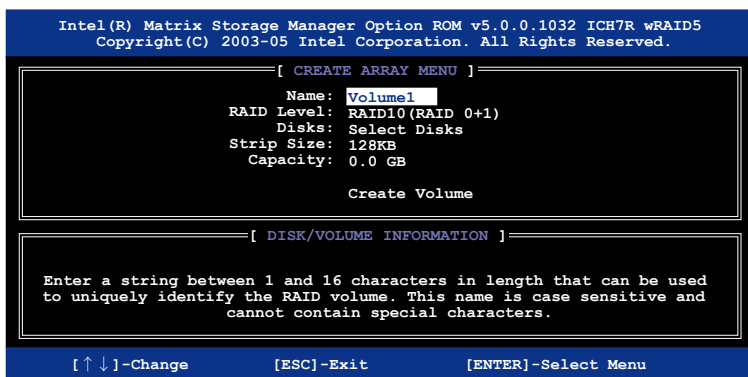 Intel(R) Matrix Storage Manager Option ROM v5.0.0.1032 ICH7R wRAID5
Copyright(C) 2003-05 Intel Corporation. All Rights Reserved.
[ CREATE ARRAY MENU ]
Name: Volume1
RAID Level: RAID10(RAID 0+1)
Disks: Select Disks
Strip Size: 128KB
Capacity: 0.0 GB
Create Volume
[ DISK/VOLUME INFORMATION ]
Enter a string between 1 and 16 characters in length that can be used
to uniquely identify the RAID volume. This name is case sensitive and
cannot contain special characters.
[↑↓]-Change [ESC]-Exit [ENTER]-Select Menu